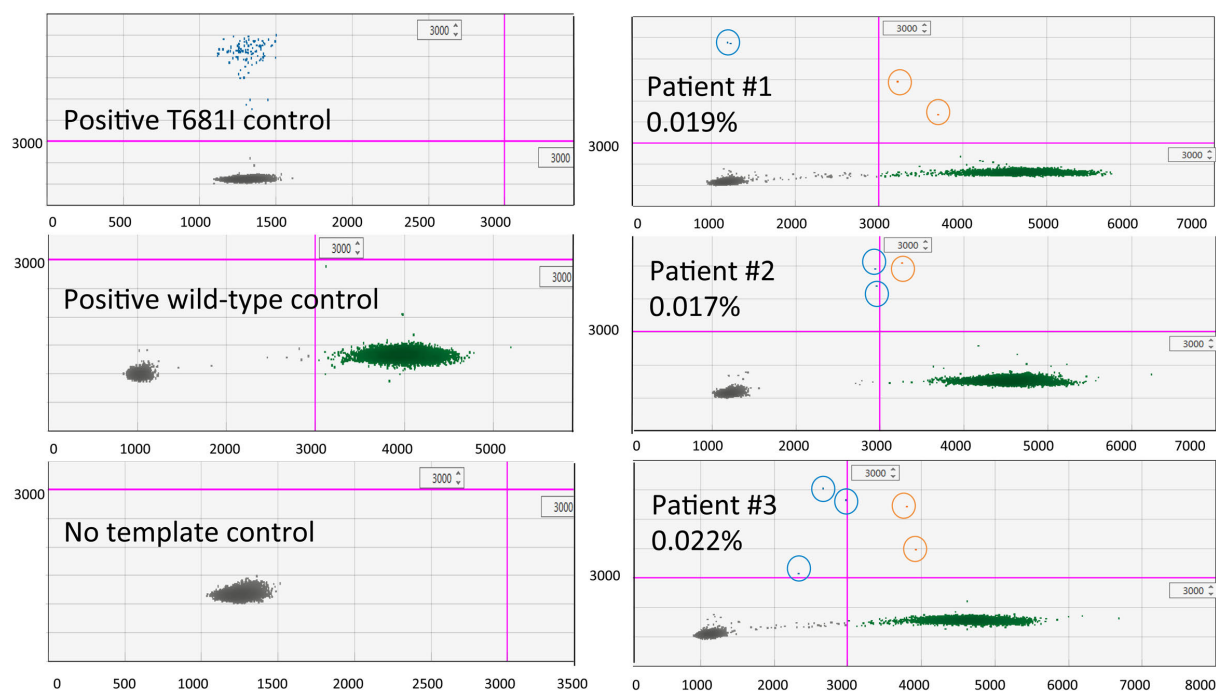 3000
3000
Positive T681I control
3000
3000
0 500 1000 1500 2000 2500 3000
3000
3000
3000
Positive wild-type control
0 1000 2000 3000 4000 5000
3000
3000
3000
No template control
0 500 1000 1500 2000 2500 3000 3500
3000
Patient #1
0.019%
3000
3000
0 1000 2000 3000 4000 5000 6000 7000
3000
Patient #2
0.017%
3000
3000
0 1000 2000 3000 4000 5000 6000 7000
3000
Patient #3
0.022%
3000
3000
0 1000 2000 3000 4000 5000 6000 7000 8000